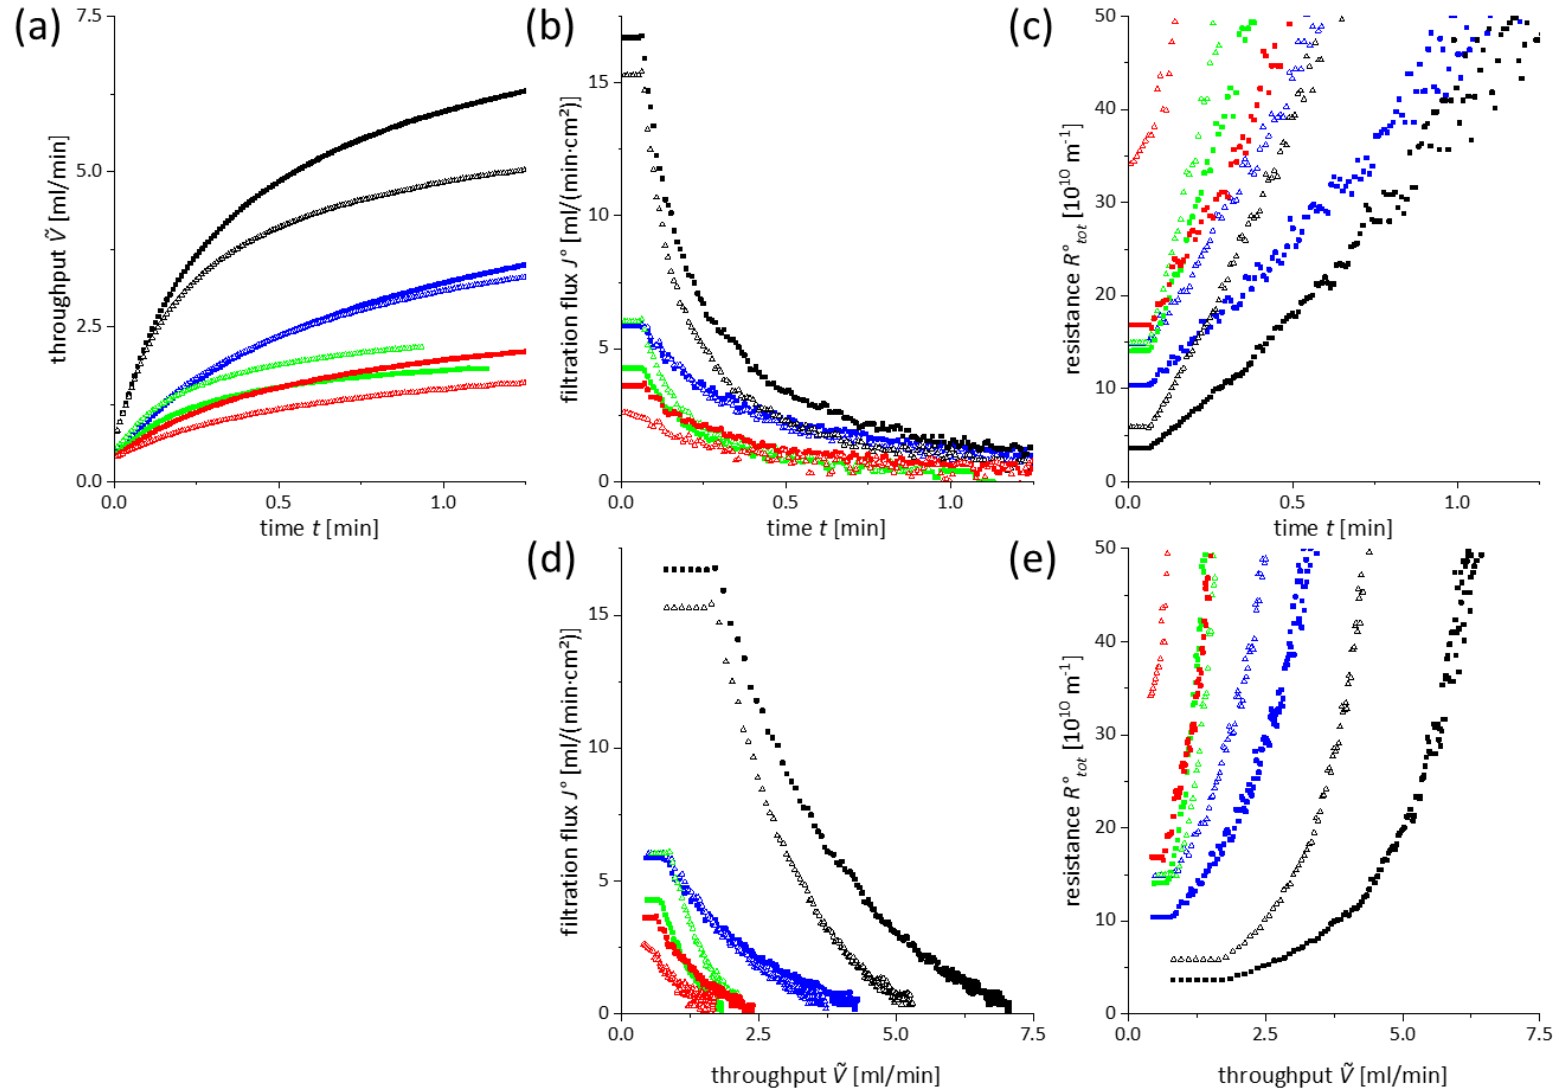 (a)
7.5
5.0
2.5
0.0
throughput Ṽ [ml/min]
0.0 0.5 1.0
time t [min]
(b)
15
10
5
0
filtration flux J° [ml/(min·cm²)]
0.0 0.5 1.0
time t [min]
(c)
50
40
30
20
10
0
resistance R°tot [10¹⁰ m⁻¹]
0.0 0.5 1.0
time t [min]
(d)
15
10
5
0
filtration flux J° [ml/(min·cm²)]
0.0 2.5 5.0 7.5
throughput Ṽ [ml/min]
(e)
50
40
30
20
10
0
resistance R°tot [10¹⁰ m⁻¹]
0.0 2.5 5.0 7.5
throughput Ṽ [ml/min]